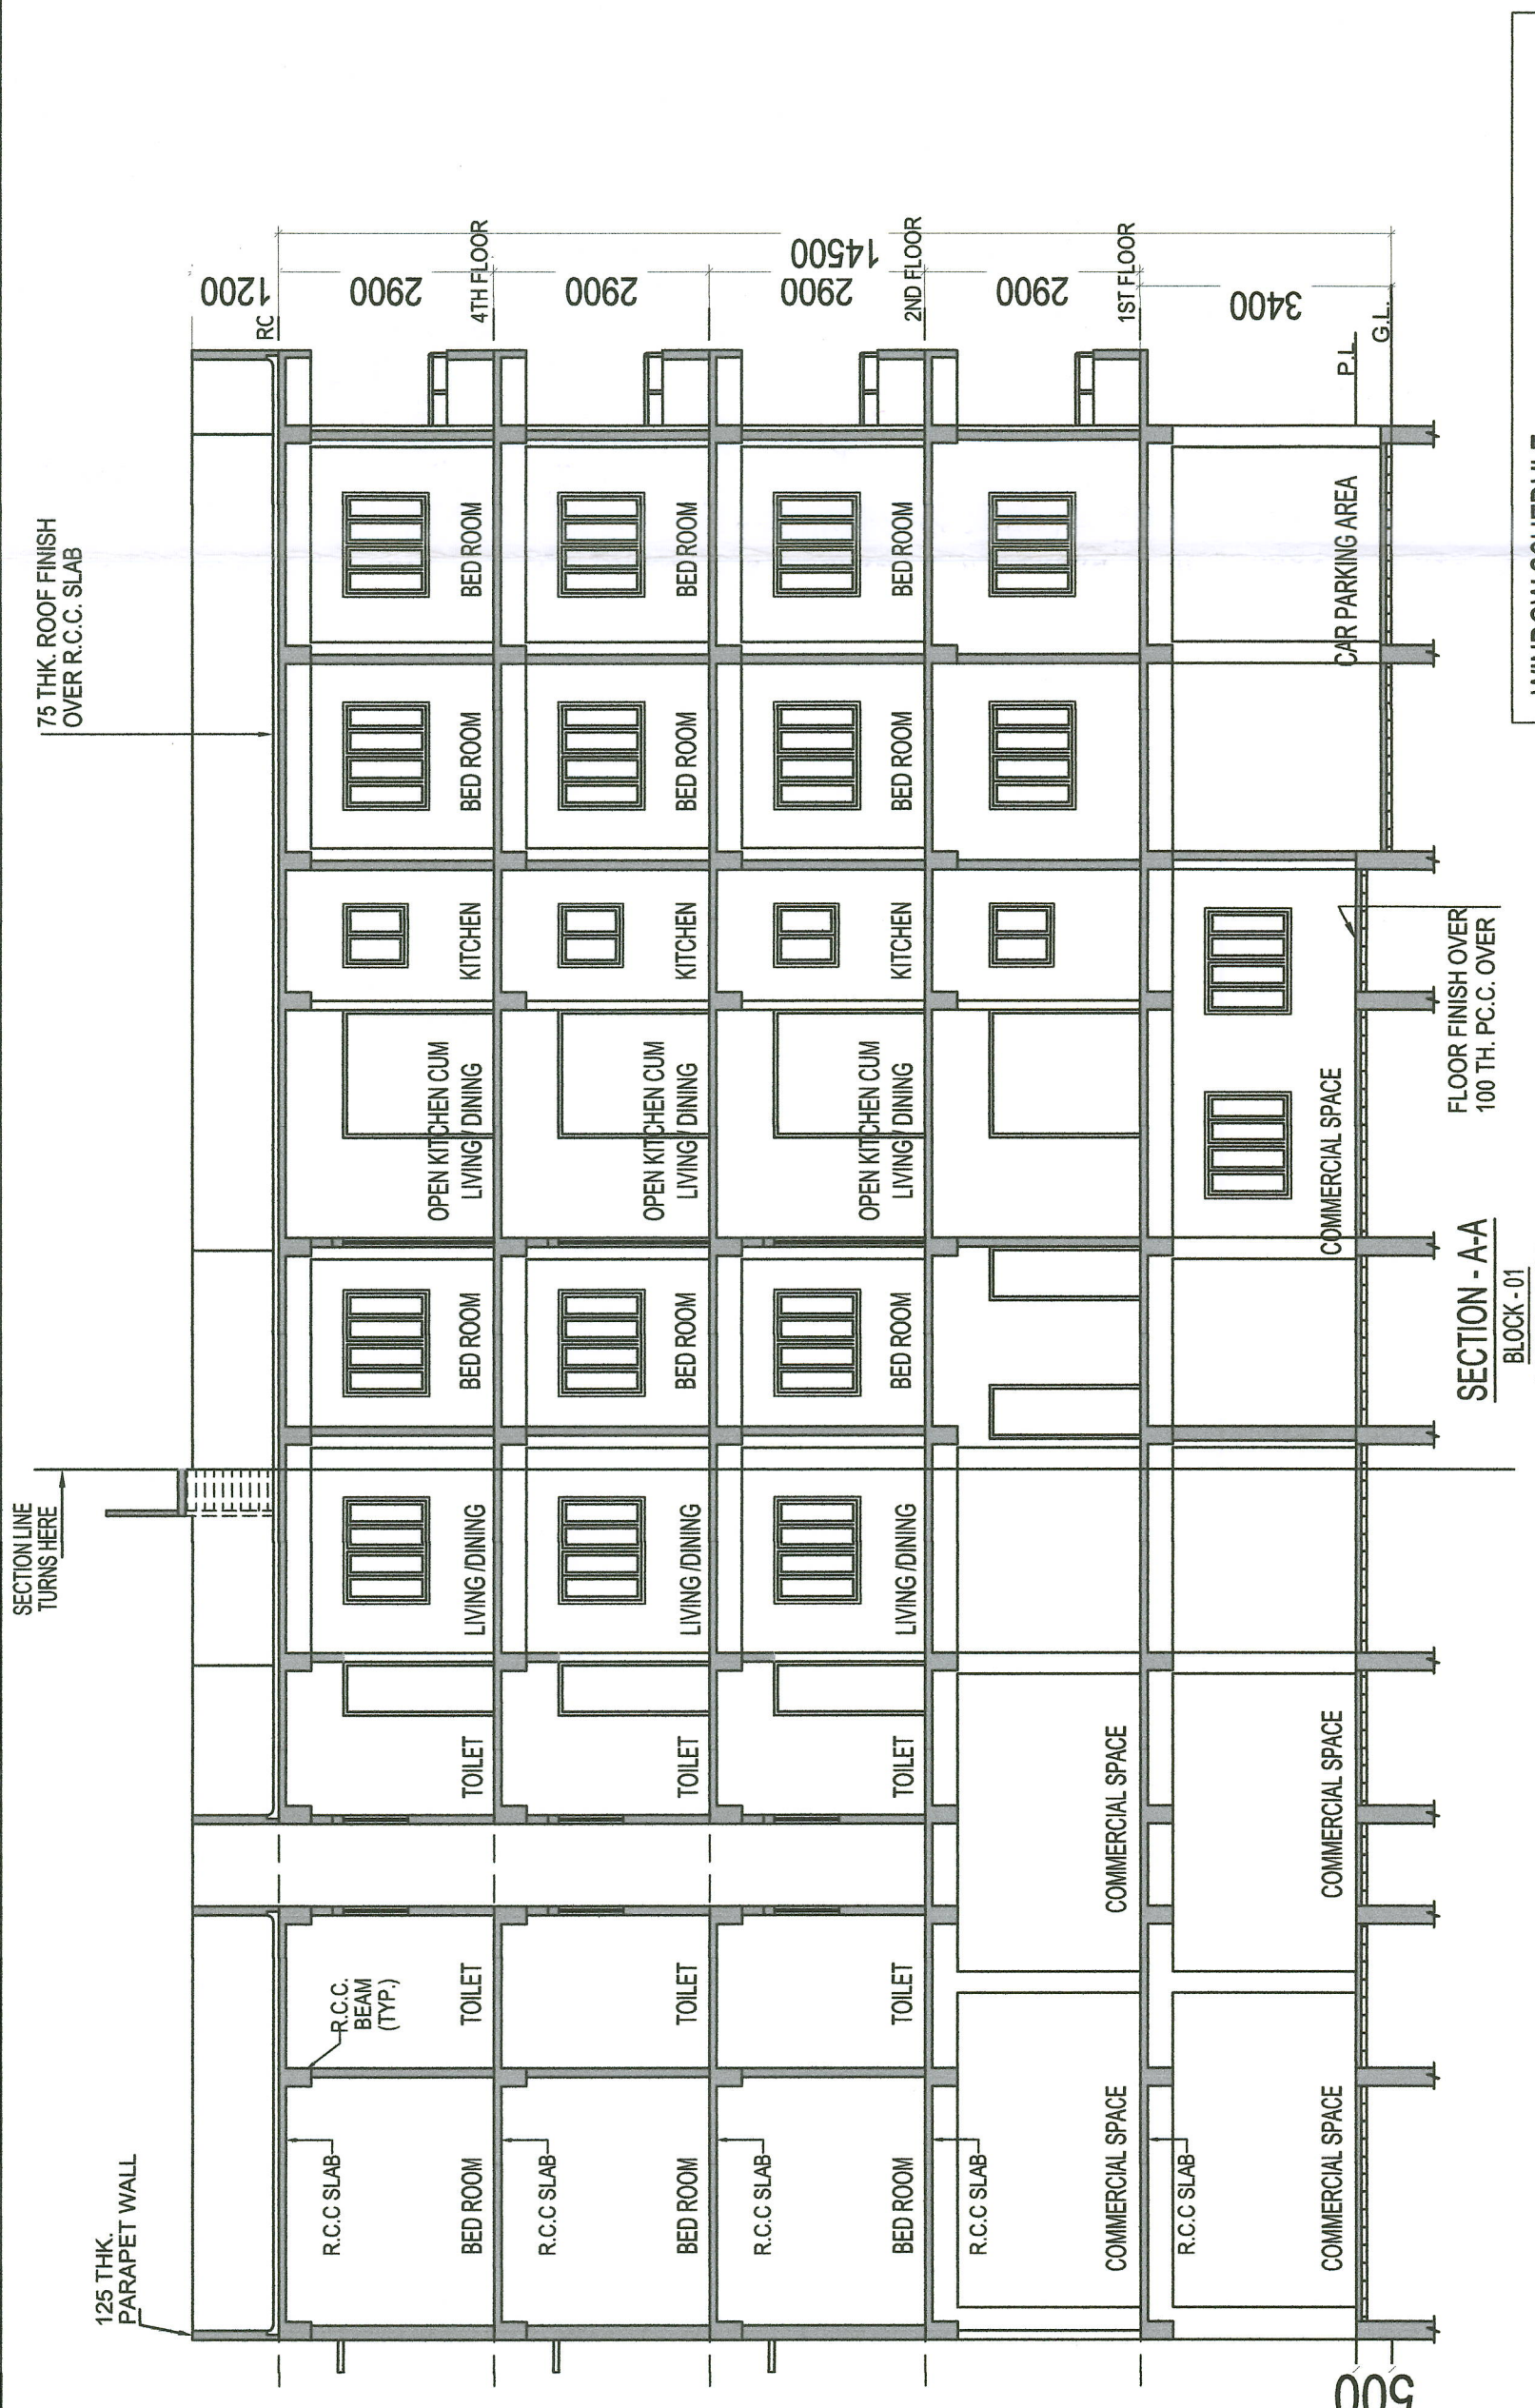 SECTION LINE
TURNS HERE
75 THK. ROOF FINISH
OVER R.C.C. SLAB
125 THK.
PARAPET WALL
1200
R.C.C.
BEAM
(TYP.)
R.C.C SLAB
BED ROOM
TOILET
TOILET
LIVING /DINING
BED ROOM
OPEN KITCHEN CUM
LIVING / DINING
KITCHEN
BED ROOM
BED ROOM
2900
4TH FLOOR
R.C.C SLAB
BED ROOM
TOILET
TOILET
LIVING /DINING
BED ROOM
OPEN KITCHEN CUM
LIVING / DINING
KITCHEN
BED ROOM
BED ROOM
2900
R.C.C SLAB
BED ROOM
TOILET
TOILET
LIVING /DINING
BED ROOM
OPEN KITCHEN CUM
LIVING / DINING
KITCHEN
BED ROOM
BED ROOM
2900
14500
2ND FLOOR
R.C.C SLAB
COMMERCIAL SPACE
COMMERCIAL SPACE
2900
1ST FLOOR
R.C.C SLAB
COMMERCIAL SPACE
COMMERCIAL SPACE
COMMERCIAL SPACE
CAR PARKING AREA
3400
P.L
G.L.
500
FLOOR FINISH OVER
100 TH. PC.C. OVER
SECTION - A-A
BLOCK - 01